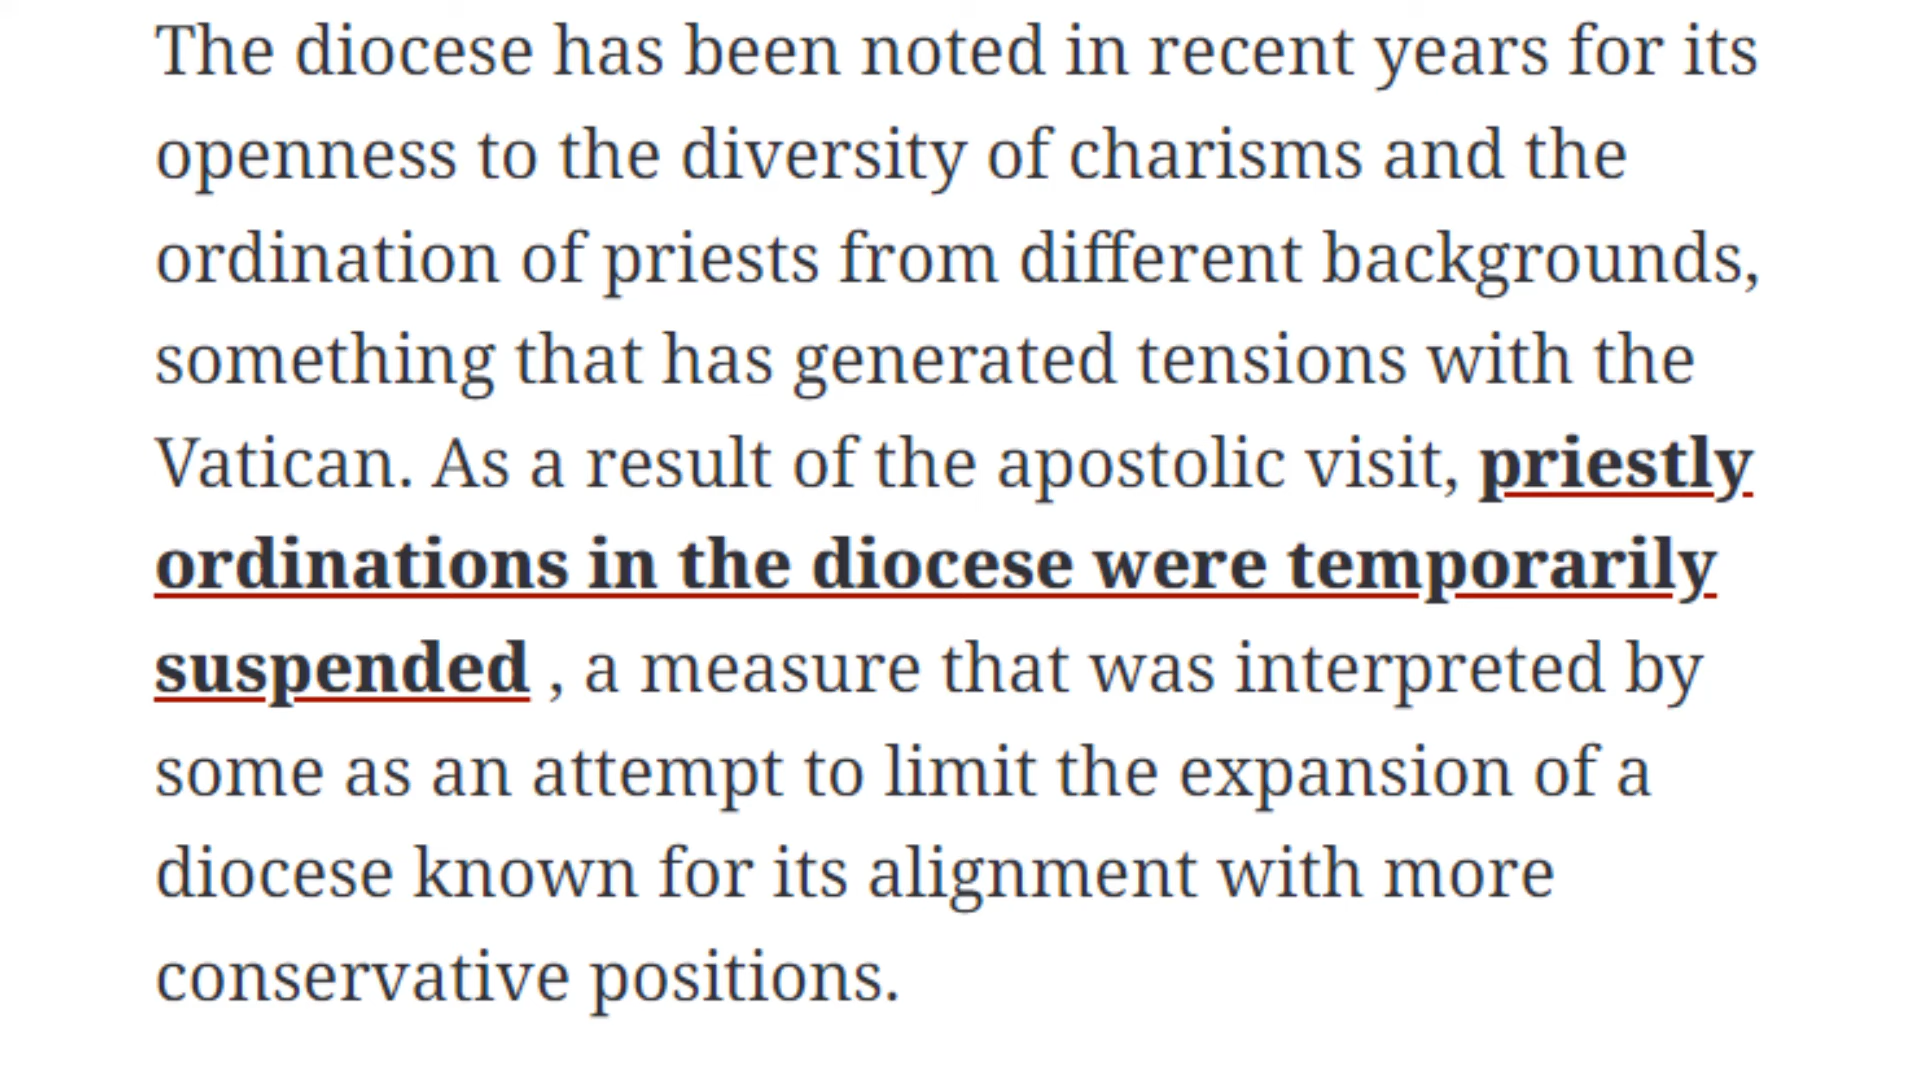 The diocese has been noted in recent years for its
openness to the diversity of charisms and the
ordination of priests from different backgrounds,
something that has generated tensions with the
Vatican. As a result of the apostolic visit, priestly
ordinations in the diocese were temporarily
suspended , a measure that was interpreted by
some as an attempt to limit the expansion of a
diocese known for its alignment with more
conservative positions.